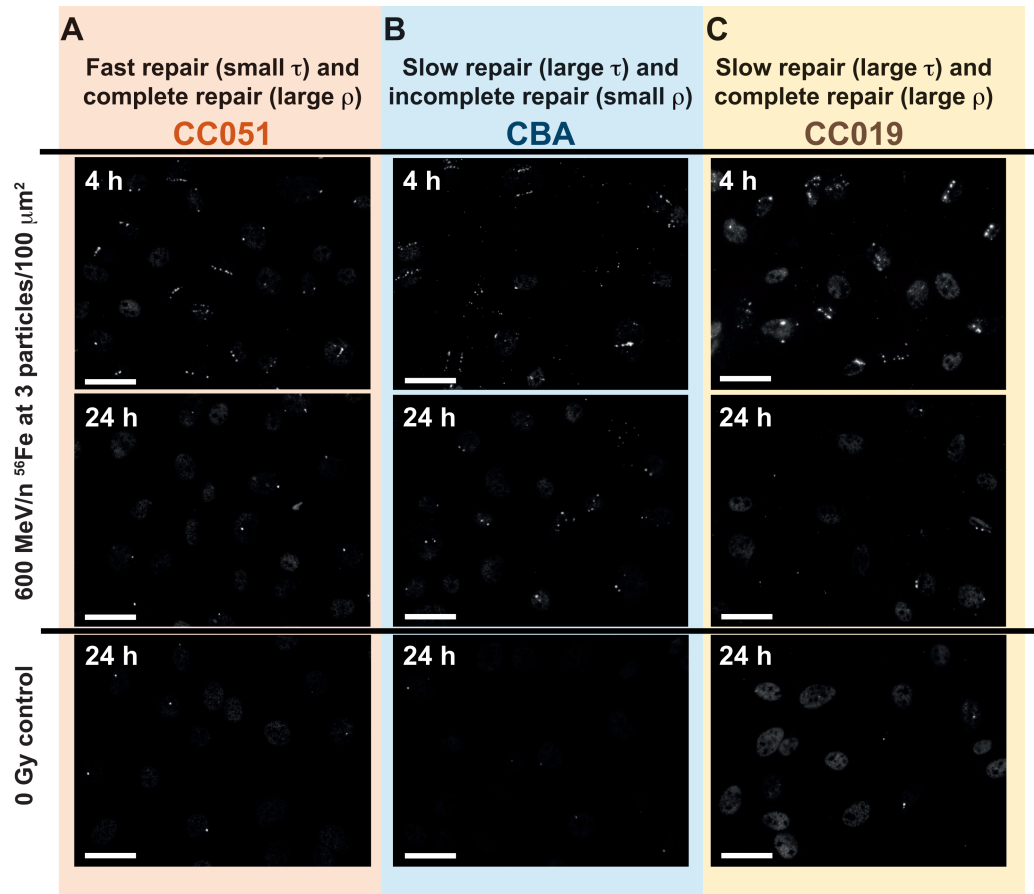 A
Fast repair (small τ) and
complete repair (large ρ)
CC051
B
Slow repair (large τ) and
incomplete repair (small ρ)
CBA
C
Slow repair (large τ) and
complete repair (large ρ)
CC019
600 MeV/n ⁵⁶Fe at 3 particles/100 μm²
4 h
4 h
4 h
24 h
24 h
24 h
0 Gy control
24 h
24 h
24 h